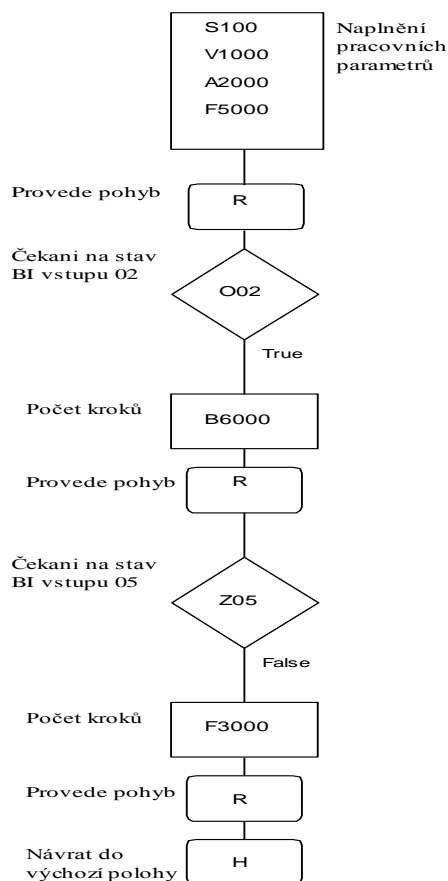 S100
V1000
A2000
F5000
Naplnění
pracovních
parametrů
Provede pohyb
R
Čekani na stav
BI vstupu 02
O02
True
Počet kroků
B6000
Provede pohyb
R
Čekani na stav
BI vstupu 05
Z05
False
Počet kroků
F3000
Provede pohyb
R
Návrat do
výchozí polohy
H